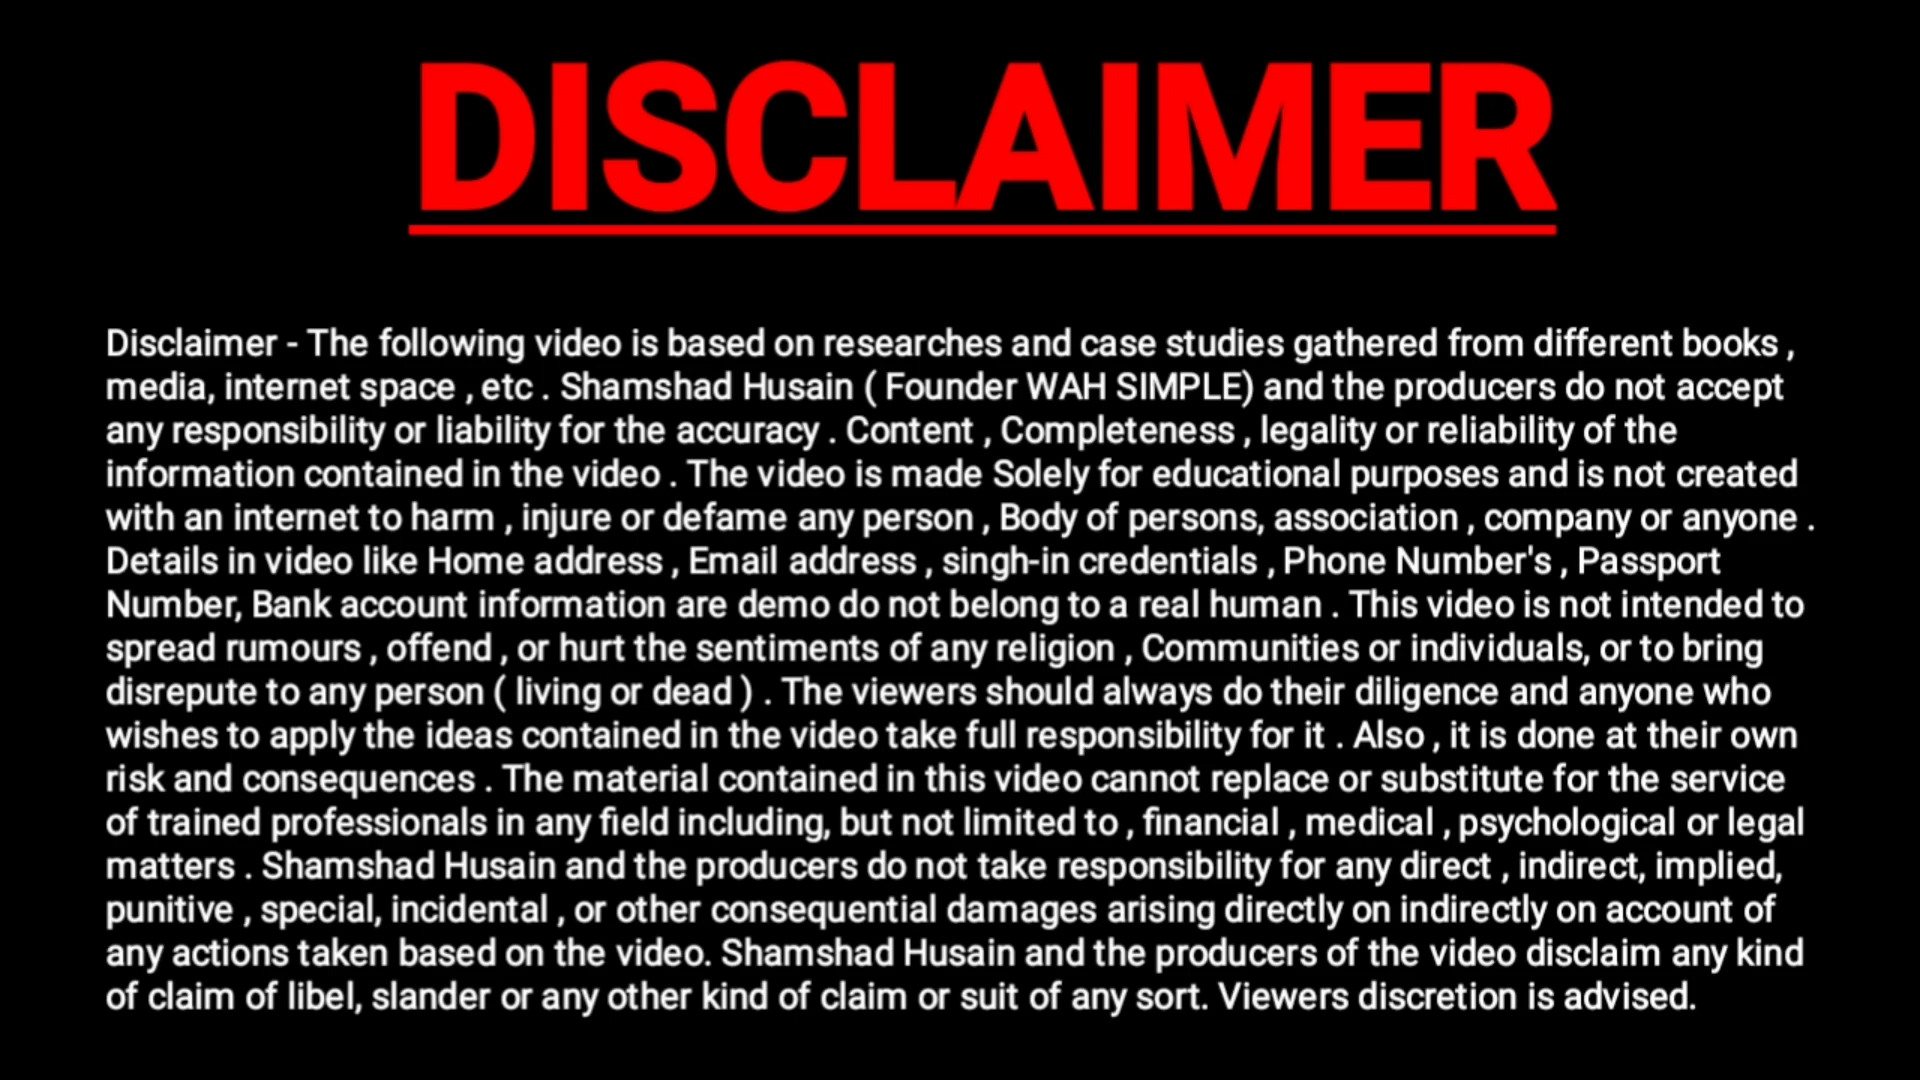 DISCLAIMER
Disclaimer - The following video is based on researches and case studies gathered from different books ,
media, internet space , etc . Shamshad Husain ( Founder WAH SIMPLE) and the producers do not accept
any responsibility or liability for the accuracy . Content , Completeness , legality or reliability of the
information contained in the video . The video is made Solely for educational purposes and is not created
with an internet to harm , injure or defame any person , Body of persons, association , company or anyone .
Details in video like Home address , Email address , singh-in credentials , Phone Number's , Passport
Number, Bank account information are demo do not belong to a real human . This video is not intended to
spread rumours , offend , or hurt the sentiments of any religion , Communities or individuals, or to bring
disrepute to any person ( living or dead ) . The viewers should always do their diligence and anyone who
wishes to apply the ideas contained in the video take full responsibility for it . Also , it is done at their own
risk and consequences . The material contained in this video cannot replace or substitute for the service
of trained professionals in any field including, but not limited to , financial , medical , psychological or legal
matters . Shamshad Husain and the producers do not take responsibility for any direct , indirect, implied,
punitive , special, incidental , or other consequential damages arising directly on indirectly on account of
any actions taken based on the video. Shamshad Husain and the producers of the video disclaim any kind
of claim of libel, slander or any other kind of claim or suit of any sort. Viewers discretion is advised.